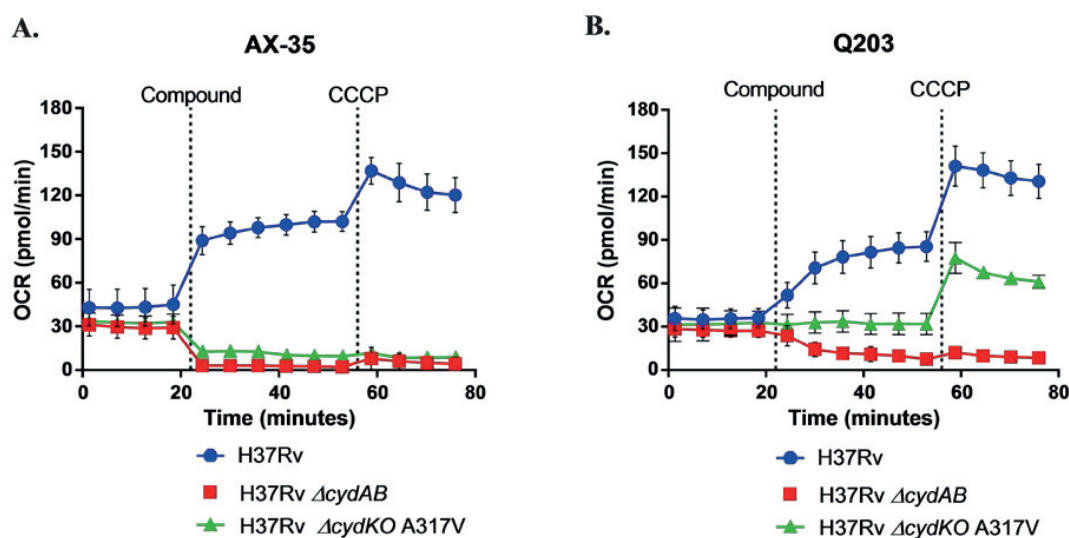 A.
AX-35
Compound
CCCP
180
150
120
90
60
30
0
OCR (pmol/min)
0 20 40 60 80
Time (minutes)
H37Rv
H37Rv ΔcydAB
H37Rv ΔcydKO A317V
B.
Q203
Compound
CCCP
180
150
120
90
60
30
0
OCR (pmol/min)
0 20 40 60 80
Time (minutes)
H37Rv
H37Rv ΔcydAB
H37Rv ΔcydKO A317V